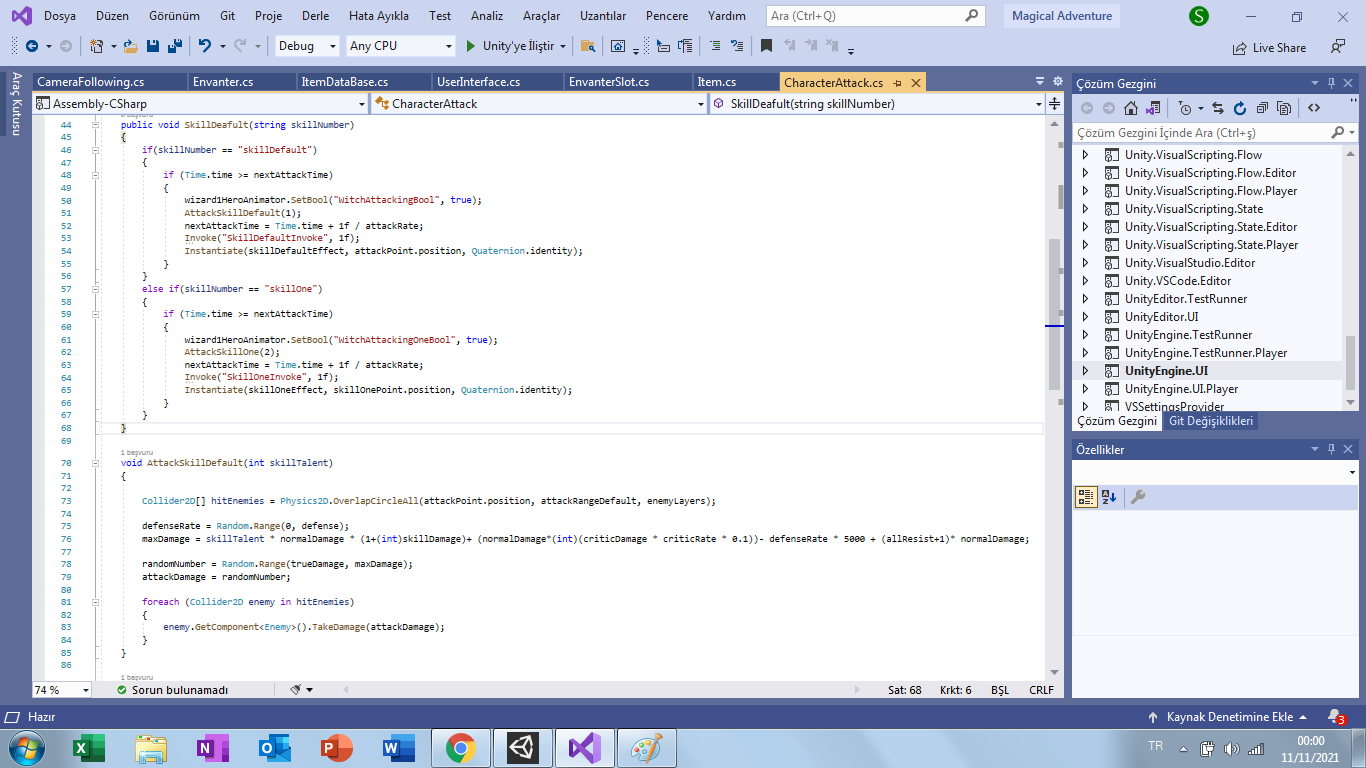 Dosya Düzen Görünüm Git Proje Derle Hata Ayıkla Test Analiz Araçlar Uzantılar Pencere Yardım Ara (Ctrl+Q) Magical Adventure S
Debug Any CPU Unity'ye İliştir Live Share
Araç Kutusu
CameraFollowing.cs Envanter.cs ItemDataBase.cs UserInterface.cs EnvanterSlot.cs Item.cs CharacterAttack.cs
Assembly-CSharp CharacterAttack SkillDeafult(string skillNumber)
44 public void SkillDeafult(string skillNumber)
45 {
46 if(skillNumber == "skillDefault")
47 {
48 if (Time.time >= nextAttackTime)
49 {
50 wizard1HeroAnimator.SetBool("WitchAttackingBool", true);
51 AttackSkillDefault(1);
52 nextAttackTime = Time.time + 1f / attackRate;
53 Invoke("SkillDefaultInvoke", 1f);
54 Instantiate(skillDefaultEffect, attackPoint.position, Quaternion.identity);
55 }
56 }
57 else if(skillNumber == "skillOne")
58 {
59 if (Time.time >= nextAttackTime)
60 {
61 wizard1HeroAnimator.SetBool("WitchAttackingOneBool", true);
62 AttackSkillOne(2);
63 nextAttackTime = Time.time + 1f / attackRate;
64 Invoke("SkillOneInvoke", 1f);
65 Instantiate(skillOneEffect, skillOnePoint.position, Quaternion.identity);
66 }
67 }
68 }
69
1 başvuru
70 void AttackSkillDefault(int skillTalent)
71 {
72
73 Collider2D[] hitEnemies = Physics2D.OverlapCircleAll(attackPoint.position, attackRangeDefault, enemyLayers);
74
75 defenseRate = Random.Range(0, defense);
76 maxDamage = skillTalent * normalDamage * (1+(int)skillDamage)+ (normalDamage*(int)(criticDamage * criticRate * 0.1))- defenseRate * 5000 + (allResist+1)* normalDamage;
77
78 randomNumber = Random.Range(trueDamage, maxDamage);
79 attackDamage = randomNumber;
80
81 foreach (Collider2D enemy in hitEnemies)
82 {
83 enemy.GetComponent<Enemy>().TakeDamage(attackDamage);
84 }
85 }
86
1 başvuru
74 % Sorun bulunamadı Sat: 68 Krkt: 6 BŞL CRLF
Çözüm Gezgini
Çözüm Gezgini İçinde Ara (Ctrl+ş)
Unity.VisualScripting.Flow
Unity.VisualScripting.Flow.Editor
Unity.VisualScripting.Flow.Player
Unity.VisualScripting.State
Unity.VisualScripting.State.Editor
Unity.VisualScripting.State.Player
Unity.VisualStudio.Editor
Unity.VSCode.Editor
UnityEditor.TestRunner
UnityEditor.UI
UnityEngine.TestRunner
UnityEngine.TestRunner.Player
UnityEngine.UI
UnityEngine.UI.Player
VSSettingsProvider
Çözüm Gezgini Git Değişiklikleri
Özellikler
Hazır Kaynak Denetimine Ekle 3
TR 00:00
11/11/2021